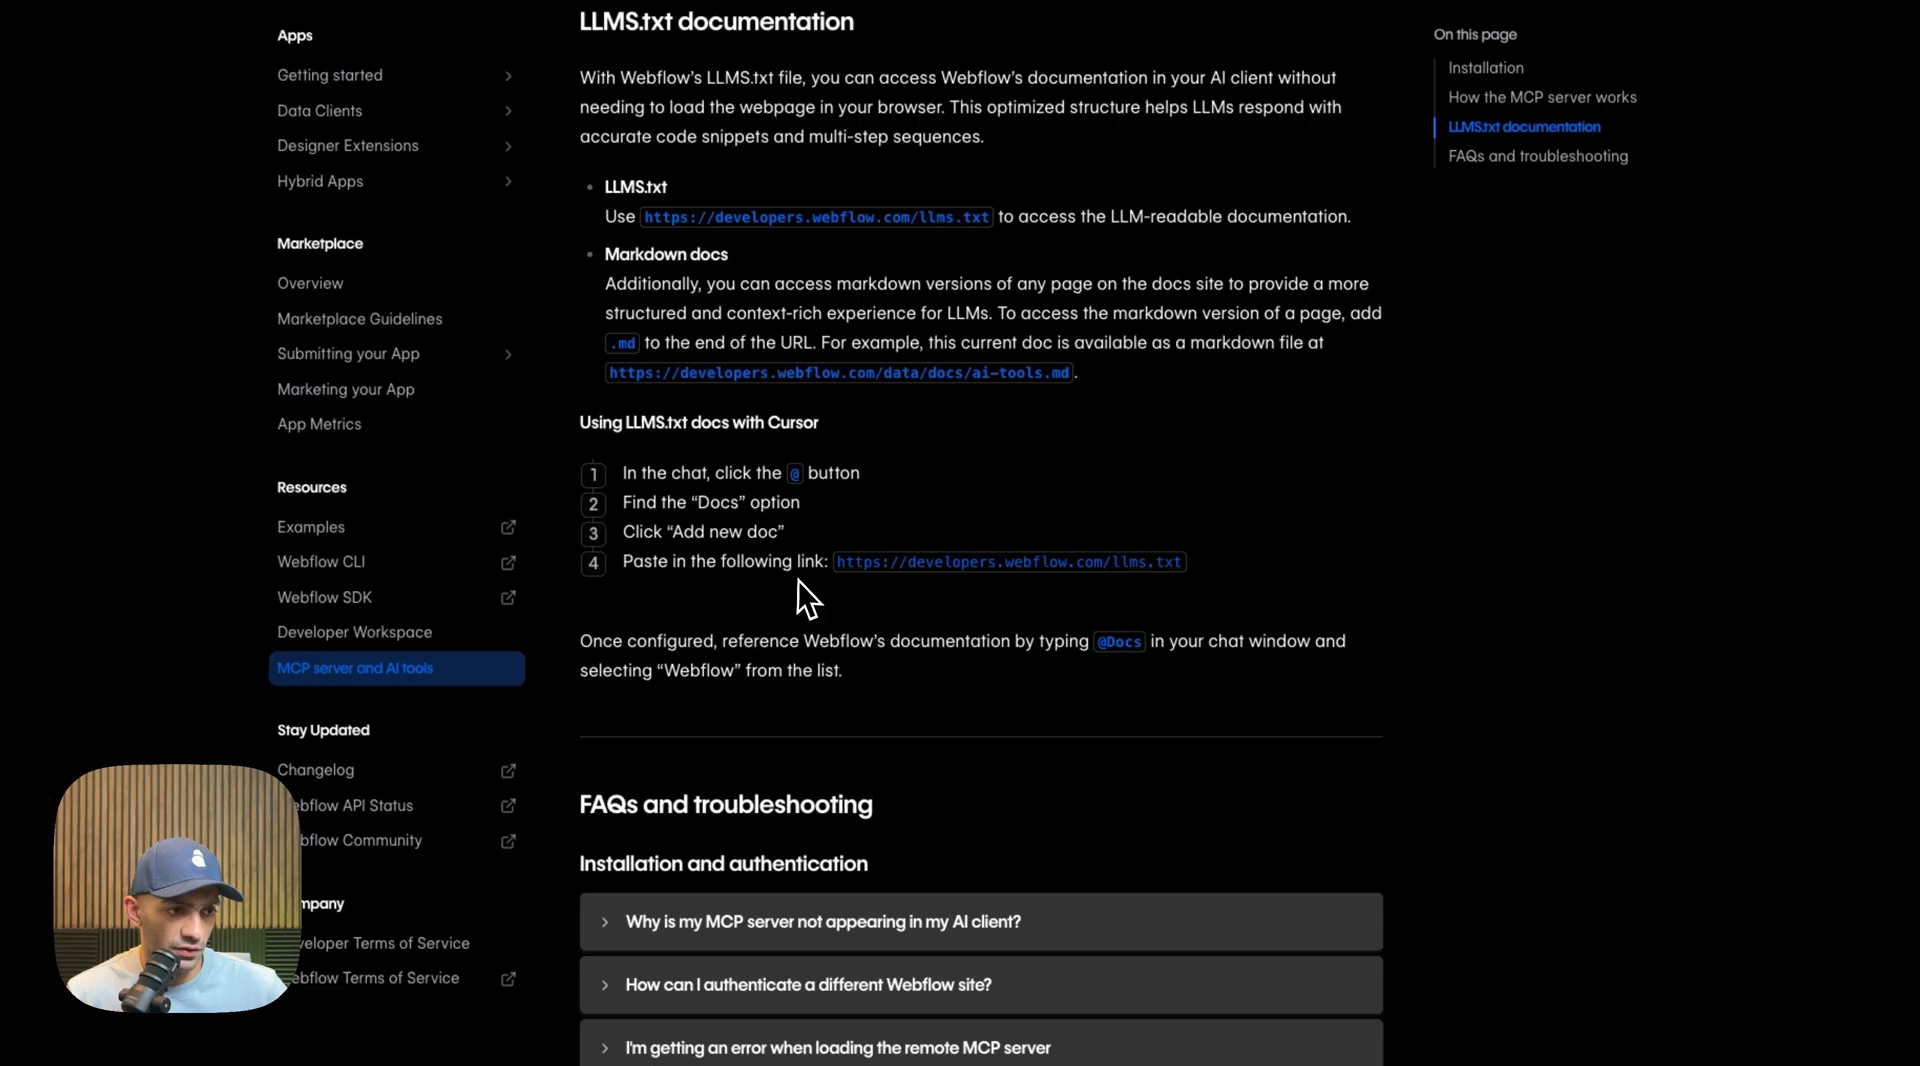 Apps
Getting started
Data Clients
Designer Extensions
Hybrid Apps
Marketplace
Overview
Marketplace Guidelines
Submitting your App
Marketing your App
App Metrics
Resources
Examples
Webflow CLI
Webflow SDK
Developer Workspace
MCP server and AI tools
Stay Updated
Changelog
ebflow API Status
bflow Community
mpany
veloper Terms of Service
ebflow Terms of Service
LLMS.txt documentation
With Webflow’s LLMS.txt file, you can access Webflow’s documentation in your AI client without
needing to load the webpage in your browser. This optimized structure helps LLMs respond with
accurate code snippets and multi-step sequences.
• LLMS.txt
Use https://developers.webflow.com/llms.txt to access the LLM-readable documentation.
• Markdown docs
Additionally, you can access markdown versions of any page on the docs site to provide a more
structured and context-rich experience for LLMs. To access the markdown version of a page, add
.md to the end of the URL. For example, this current doc is available as a markdown file at
https://developers.webflow.com/data/docs/ai-tools.md.
Using LLMS.txt docs with Cursor
1 In the chat, click the @ button
2 Find the “Docs” option
3 Click “Add new doc”
4 Paste in the following link: https://developers.webflow.com/llms.txt
Once configured, reference Webflow’s documentation by typing @Docs in your chat window and
selecting “Webflow” from the list.
FAQs and troubleshooting
Installation and authentication
Why is my MCP server not appearing in my AI client?
How can I authenticate a different Webflow site?
I'm getting an error when loading the remote MCP server
On this page
Installation
How the MCP server works
LLMS.txt documentation
FAQs and troubleshooting